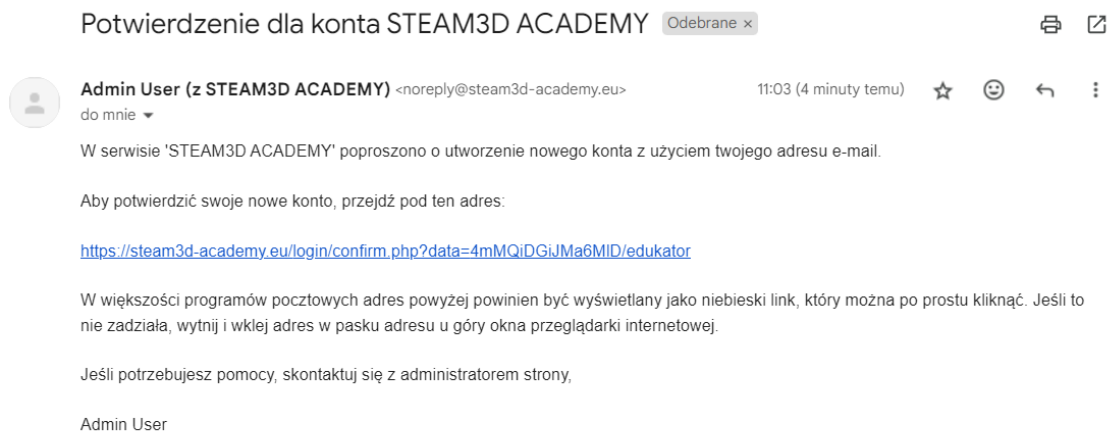 Potwierdzenie dla konta STEAM3D ACADEMY Odebrane ×
Admin User (z STEAM3D ACADEMY) <noreply@steam3d-academy.eu> 11:03 (4 minuty temu)
do mnie
W serwisie 'STEAM3D ACADEMY' poproszono o utworzenie nowego konta z użyciem twojego adresu e-mail.
Aby potwierdzić swoje nowe konto, przejdź pod ten adres:
https://steam3d-academy.eu/login/confirm.php?data=4mMQiDGiJMa6MlD/edukator
W większości programów pocztowych adres powyżej powinien być wyświetlany jako niebieski link, który można po prostu kliknąć. Jeśli to
nie zadziała, wytnij i wklej adres w pasku adresu u góry okna przeglądarki internetowej.
Jeśli potrzebujesz pomocy, skontaktuj się z administratorem strony,
Admin User